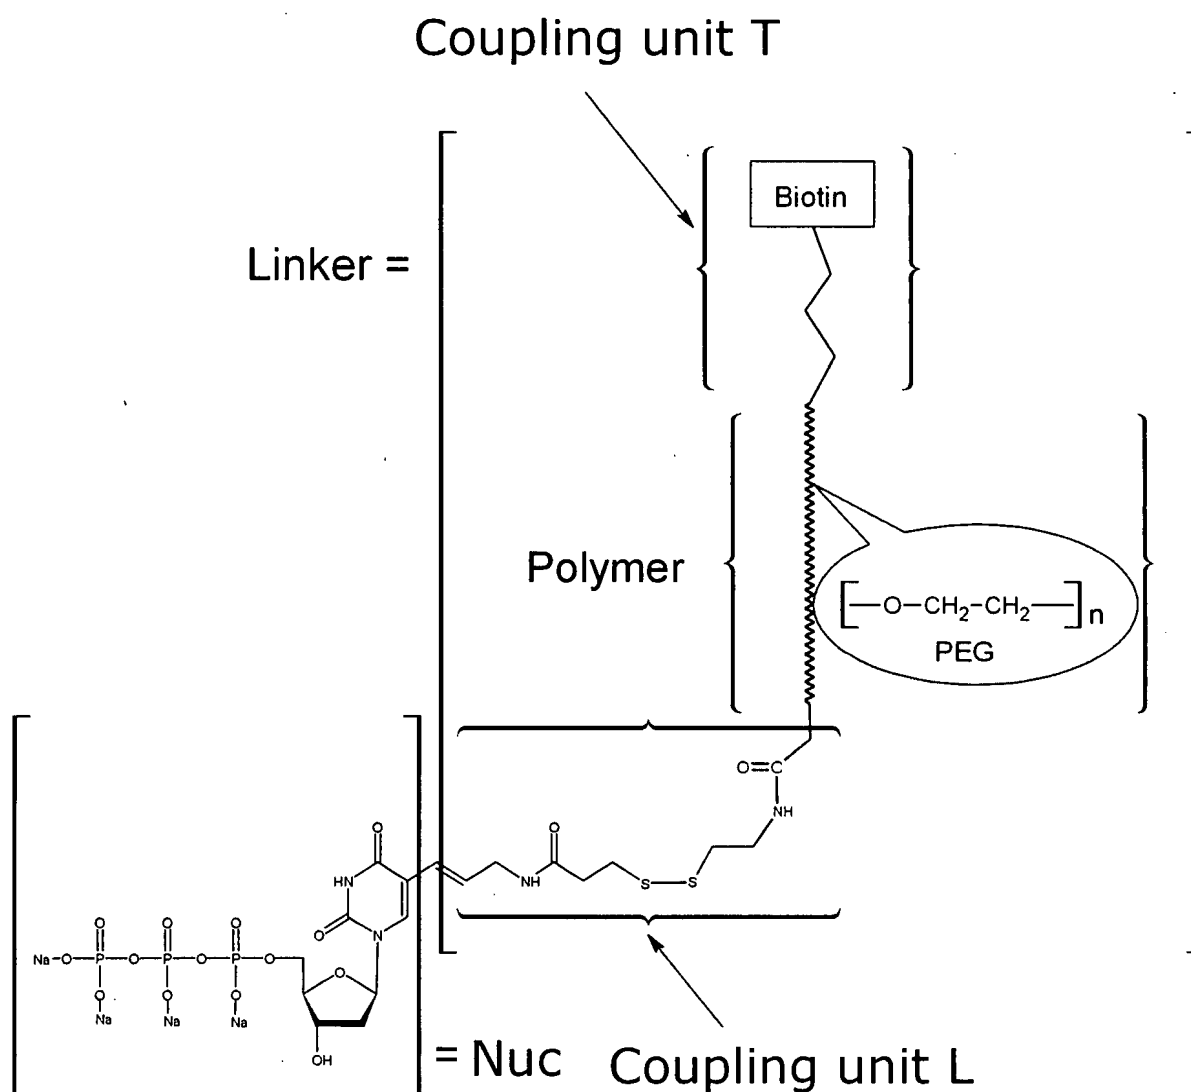 Coupling unit T
Biotin
Linker =
Polymer
[—O—CH2-CH2—]n
PEG
O=C
NH
O
O
HN
NH
S—S
O
N
O
O
O
Na—O—P—O—P—O—P—O
O
O
O
O
Na
Na
Na
OH
= Nuc
Coupling unit L